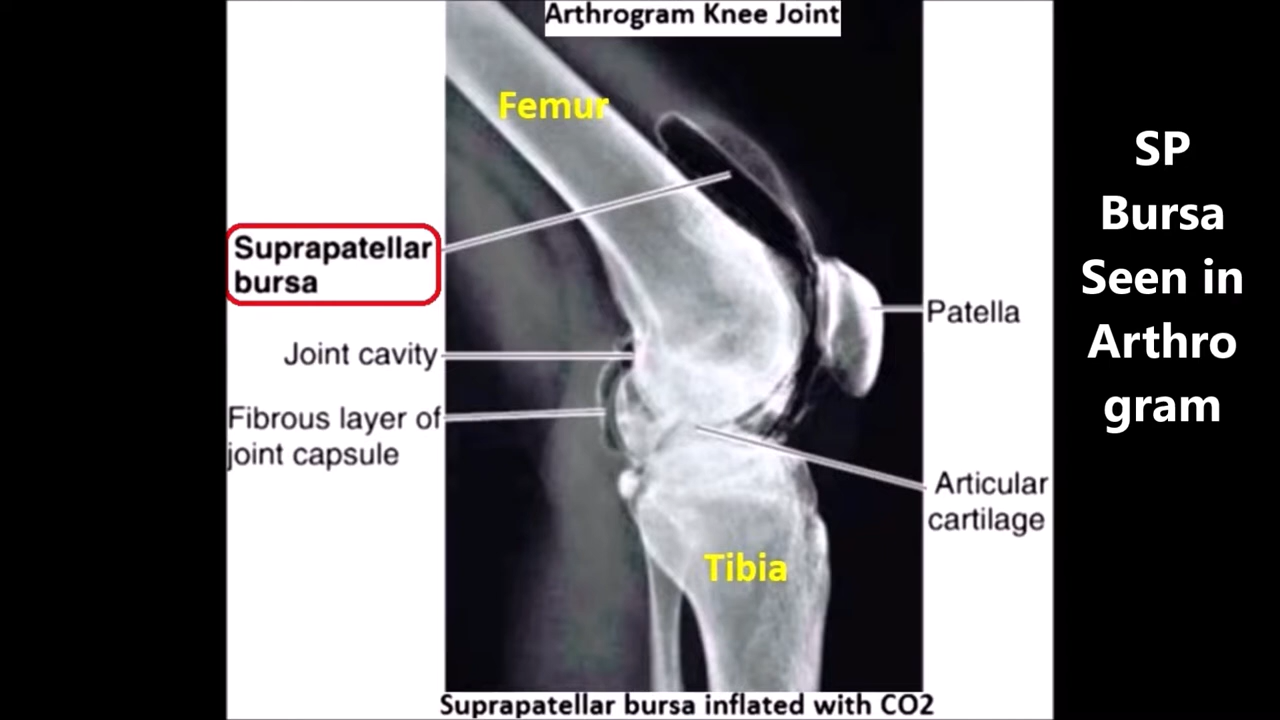 Arthrogram Knee Joint
Femur
Suprapatellar
bursa
Joint cavity
Fibrous layer of
joint capsule
Patella
Articular
cartilage
Tibia
Suprapatellar bursa inflated with CO2
SP
Bursa
Seen in
Arthro
gram